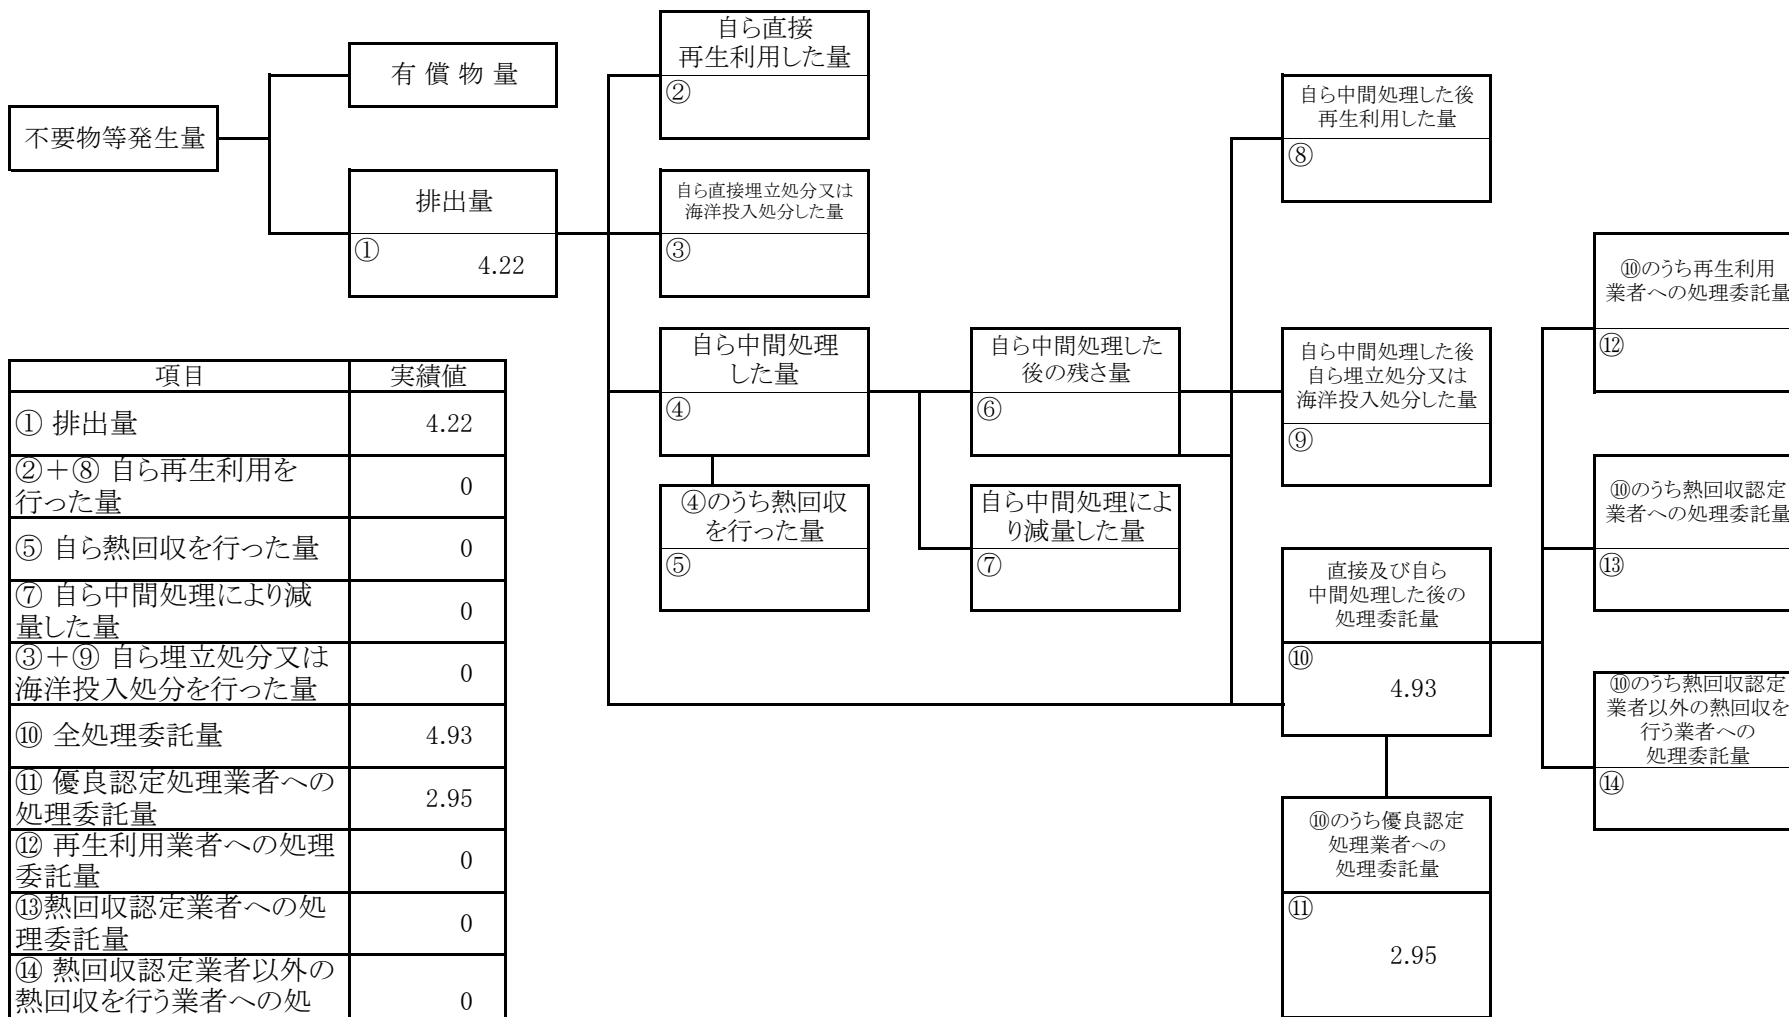 不要物等発生量
有 償 物 量
排出量
①
4.22
自ら直接
再生利用した量
②
自ら直接埋立処分又は
海洋投入処分した量
③
自ら中間処理
した量
④
④のうち熱回収
を行った量
⑤
自ら中間処理した
後の残さ量
⑥
自ら中間処理によ
り減量した量
⑦
自ら中間処理した後
再生利用した量
⑧
自ら中間処理した後
自ら埋立処分又は
海洋投入処分した量
⑨
直接及び自ら
中間処理した後の
処理委託量
⑩
4.93
⑩のうち優良認定
処理業者への
処理委託量
⑪
2.95
⑩のうち再生利用
業者への処理委託量
⑫
⑩のうち熱回収認定
業者への処理委託量
⑬
⑩のうち熱回収認定
業者以外の熱回収を
行う業者への
処理委託量
⑭
項目 実績値
① 排出量 4.22
②＋⑧ 自ら再生利用を
行った量 0
⑤ 自ら熱回収を行った量 0
⑦ 自ら中間処理により減
量した量 0
③＋⑨ 自ら埋立処分又は
海洋投入処分を行った量 0
⑩ 全処理委託量 4.93
⑪ 優良認定処理業者への
処理委託量 2.95
⑫ 再生利用業者への処理
委託量 0
⑬熱回収認定業者への処
理委託量 0
⑭ 熱回収認定業者以外の
熱回収を行う業者への処 0